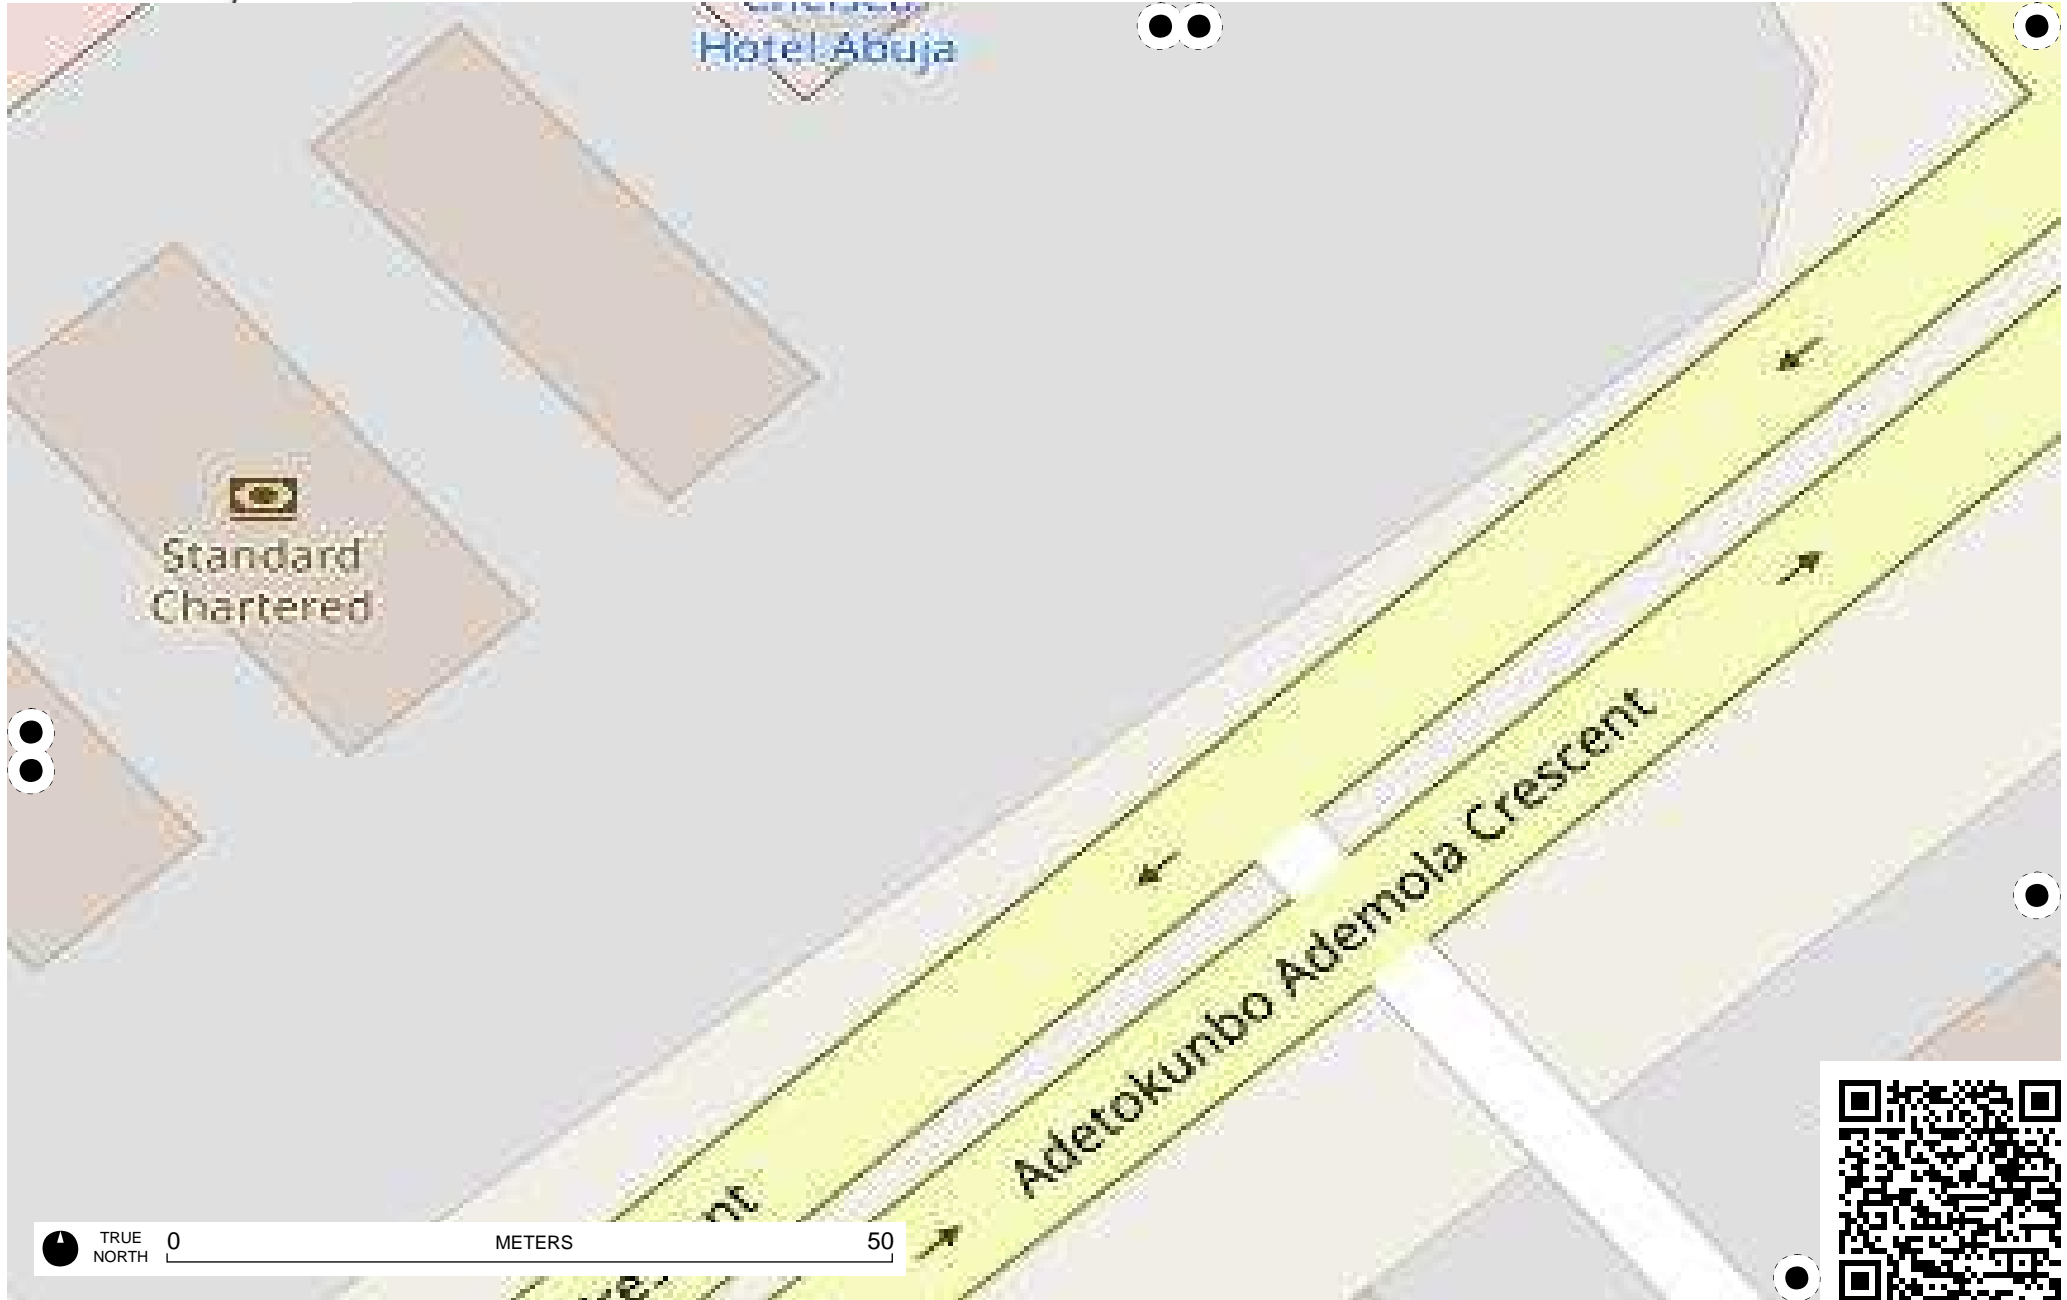 Hotel Abuja
Standard
Chartered
Adetokunbo Ademola Crescent
TRUE
NORTH
0
METERS
50